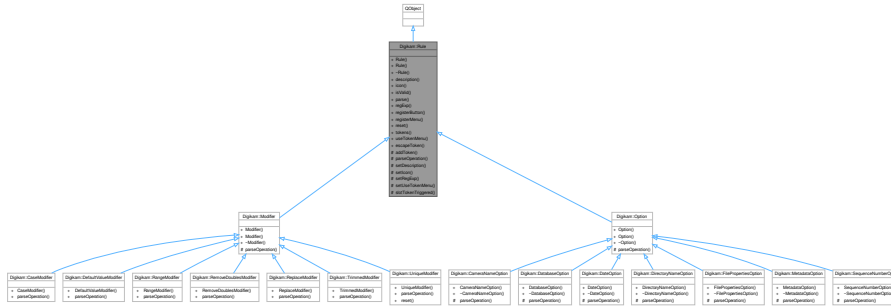 QObject
Digikam::Rule
+ Rule()
+ Rule()
+ ~Rule()
+ description()
+ icon()
+ isValid()
+ parse()
+ regExp()
+ registerButton()
+ registerMenu()
+ reset()
+ tokens()
+ useTokenMenu()
+ escapeToken()
# addToken()
# parseOperation()
# setDescription()
# setIcon()
# setRegExp()
# setUseTokenMenu()
# slotTokenTriggered()
Digikam::Modifier
+ Modifier()
+ Modifier()
+ ~Modifier()
# parseOperation()
Digikam::Option
+ Option()
+ Option()
+ ~Option()
# parseOperation()
Digikam::CaseModifier
+ CaseModifier()
+ parseOperation()
Digikam::DefaultValueModifier
+ DefaultValueModifier()
+ parseOperation()
Digikam::RangeModifier
+ RangeModifier()
+ parseOperation()
Digikam::RemoveDoublesModifier
+ RemoveDoublesModifier()
+ parseOperation()
Digikam::ReplaceModifier
+ ReplaceModifier()
+ parseOperation()
Digikam::TrimmedModifier
+ TrimmedModifier()
+ parseOperation()
Digikam::UniqueModifier
+ UniqueModifier()
+ parseOperation()
+ reset()
Digikam::CameraNameOption
+ CameraNameOption()
+ ~CameraNameOption()
# parseOperation()
Digikam::DatabaseOption
+ DatabaseOption()
+ ~DatabaseOption()
# parseOperation()
Digikam::DateOption
+ DateOption()
+ ~DateOption()
# parseOperation()
Digikam::DirectoryNameOption
+ DirectoryNameOption()
+ ~DirectoryNameOption()
# parseOperation()
Digikam::FilePropertiesOption
+ FilePropertiesOption()
+ ~FilePropertiesOption()
# parseOperation()
Digikam::MetadataOption
+ MetadataOption()
+ ~MetadataOption()
# parseOperation()
Digikam::SequenceNumberO
+ SequenceNumberOption
+ ~SequenceNumberOptio
# parseOperation()